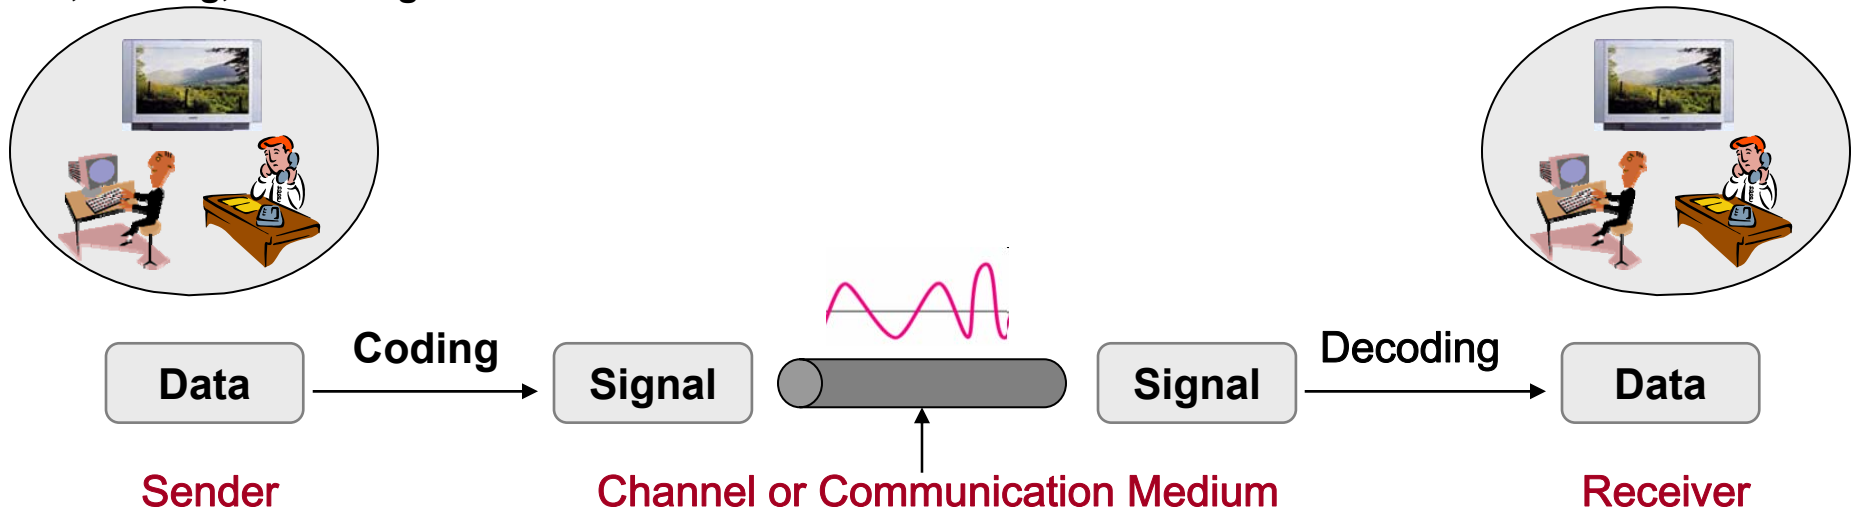 Coding
Decoding
Data
Signal
Signal
Data
Sender
Channel or Communication Medium
Receiver